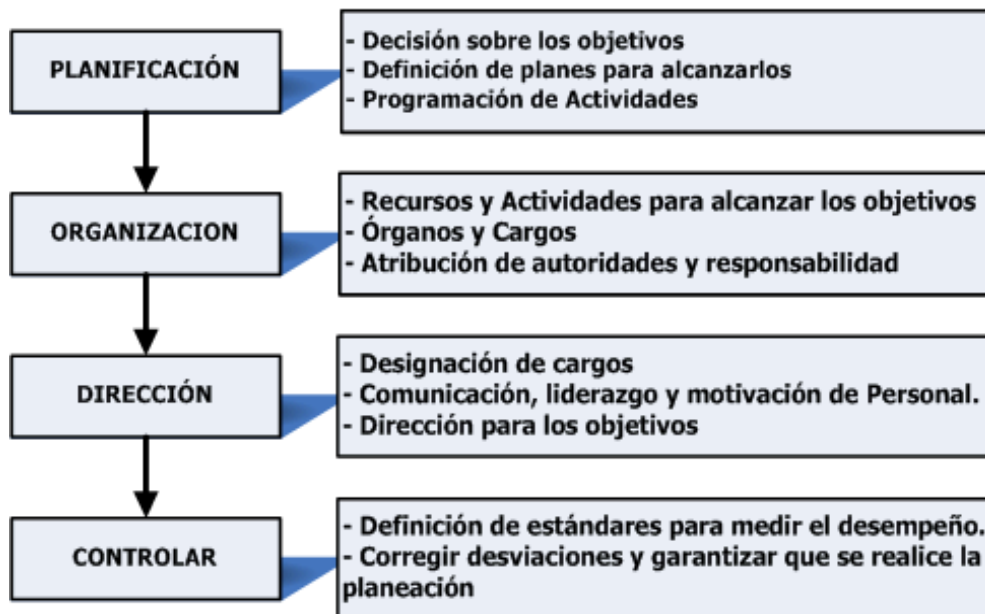 PLANIFICACIÓN
- Decisión sobre los objetivos
- Definición de planes para alcanzarlos
- Programación de Actividades
ORGANIZACION
- Recursos y Actividades para alcanzar los objetivos
- Órganos y Cargos
- Atribución de autoridades y responsabilidad
DIRECCIÓN
- Designación de cargos
- Comunicación, liderazgo y motivación de Personal.
- Dirección para los objetivos
CONTROLAR
- Definición de estándares para medir el desempeño.
- Corregir desviaciones y garantizar que se realice la
planeación